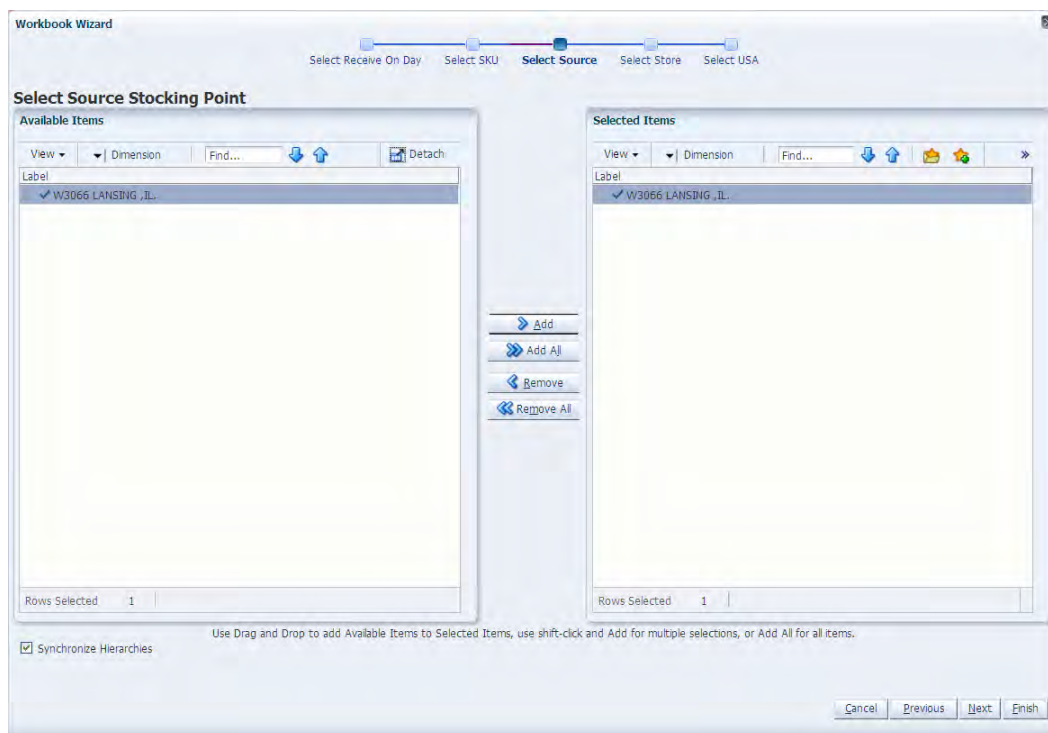 Workbook Wizard
Select Receive On Day Select SKU Select Source Select Store Select USA
Select Source Stocking Point
Available Items
View Dimension Find... Detach
Label
W3066 LANSING ,IL.
Rows Selected 1
Selected Items
View Dimension Find... »
Label
W3066 LANSING ,IL.
Rows Selected 1
Add
Add All
Remove
Remove All
Use Drag and Drop to add Available Items to Selected Items, use shift-click and Add for multiple selections, or Add All for all items.
Synchronize Hierarchies
Cancel Previous Next Finish